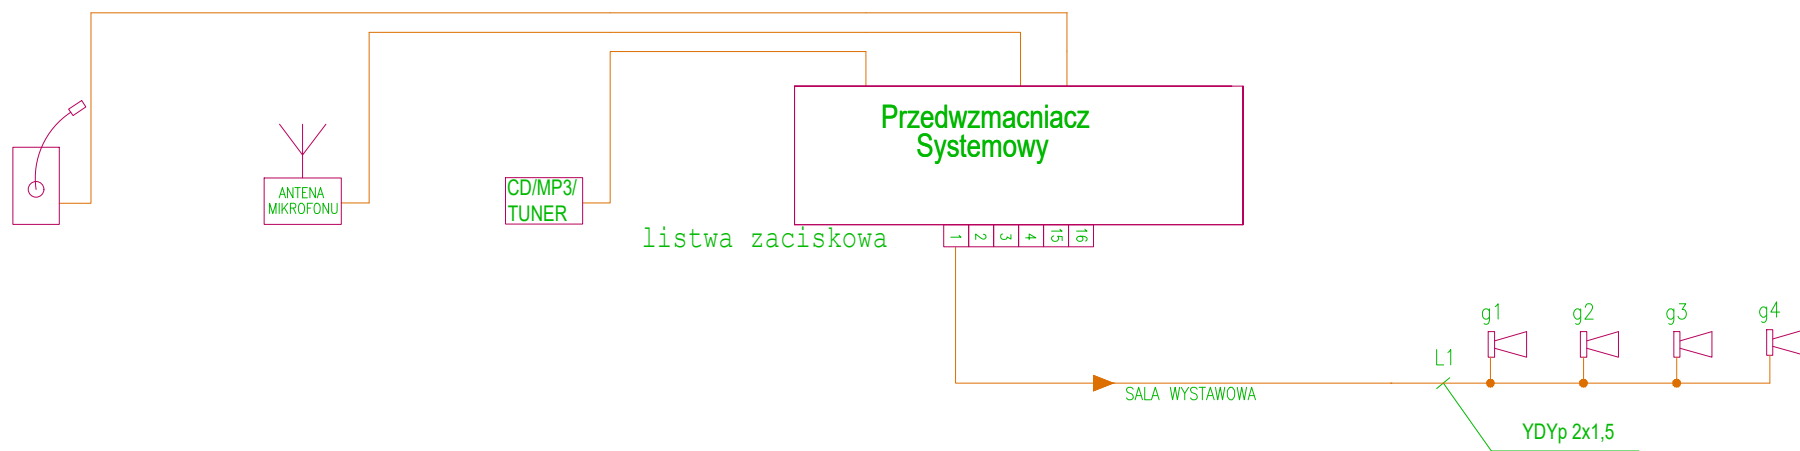 Przedwzmacniacz
Systemowy
ANTENA
MIKROFONU
CD/MP3/
TUNER
listwa zaciskowa
1 2 3 4 15 16
g1 g2 g3 g4
L1
SALA WYSTAWOWA
YDYp 2x1,5